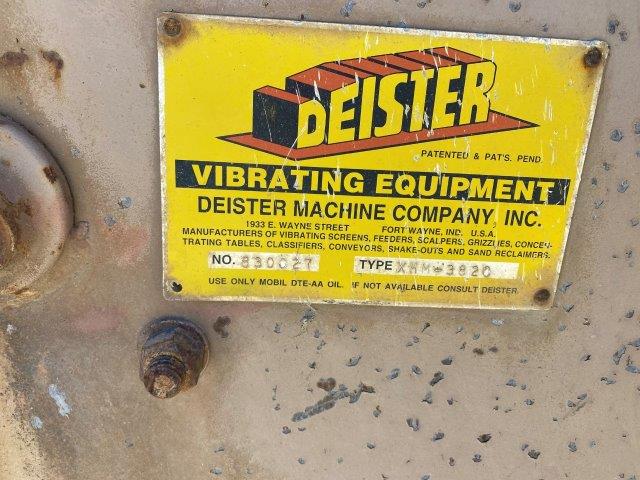 DEISTER
PATENTED & PAT'S. PEND.
VIBRATING EQUIPMENT
DEISTER MACHINE COMPANY, INC.
1933 E. WAYNE STREET FORT WAYNE, IND. U.S.A.
MANUFACTURERS OF VIBRATING SCREENS, FEEDERS, SCALPERS, GRIZZLIES, CONCEN-
TRATING TABLES, CLASSIFIERS, CONVEYORS, SHAKE-OUTS AND SAND RECLAIMERS.
NO. 830627 TYPE
USE ONLY MOBIL DTE-AA OIL. IF NOT AVAILABLE CONSULT DEISTER.